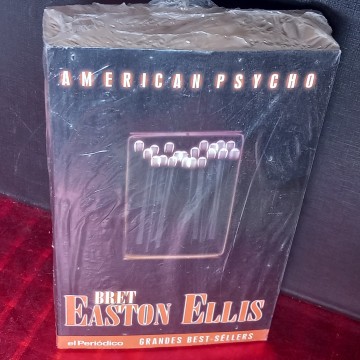 AMERICAN PSYCHO
BRET
EASTON ELLIS
el Periódico GRANDES BEST-SELLERS